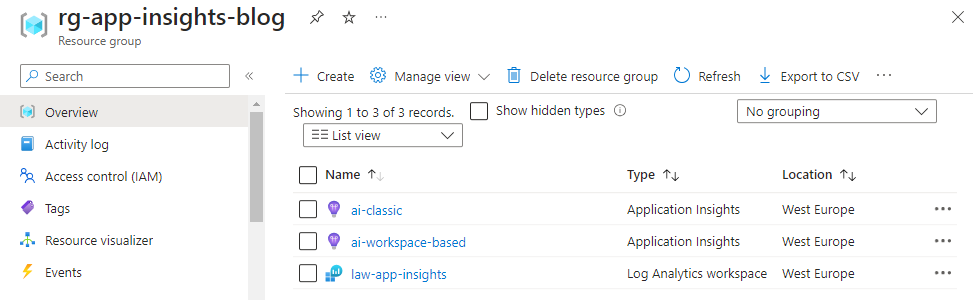 rg-app-insights-blog
Resource group
Search
Overview
Activity log
Access control (IAM)
Tags
Resource visualizer
Events
Create Manage view Delete resource group Refresh Export to CSV
Showing 1 to 3 of 3 records. Show hidden types No grouping
List view
Name Type Location
ai-classic Application Insights West Europe
ai-workspace-based Application Insights West Europe
law-app-insights Log Analytics workspace West Europe